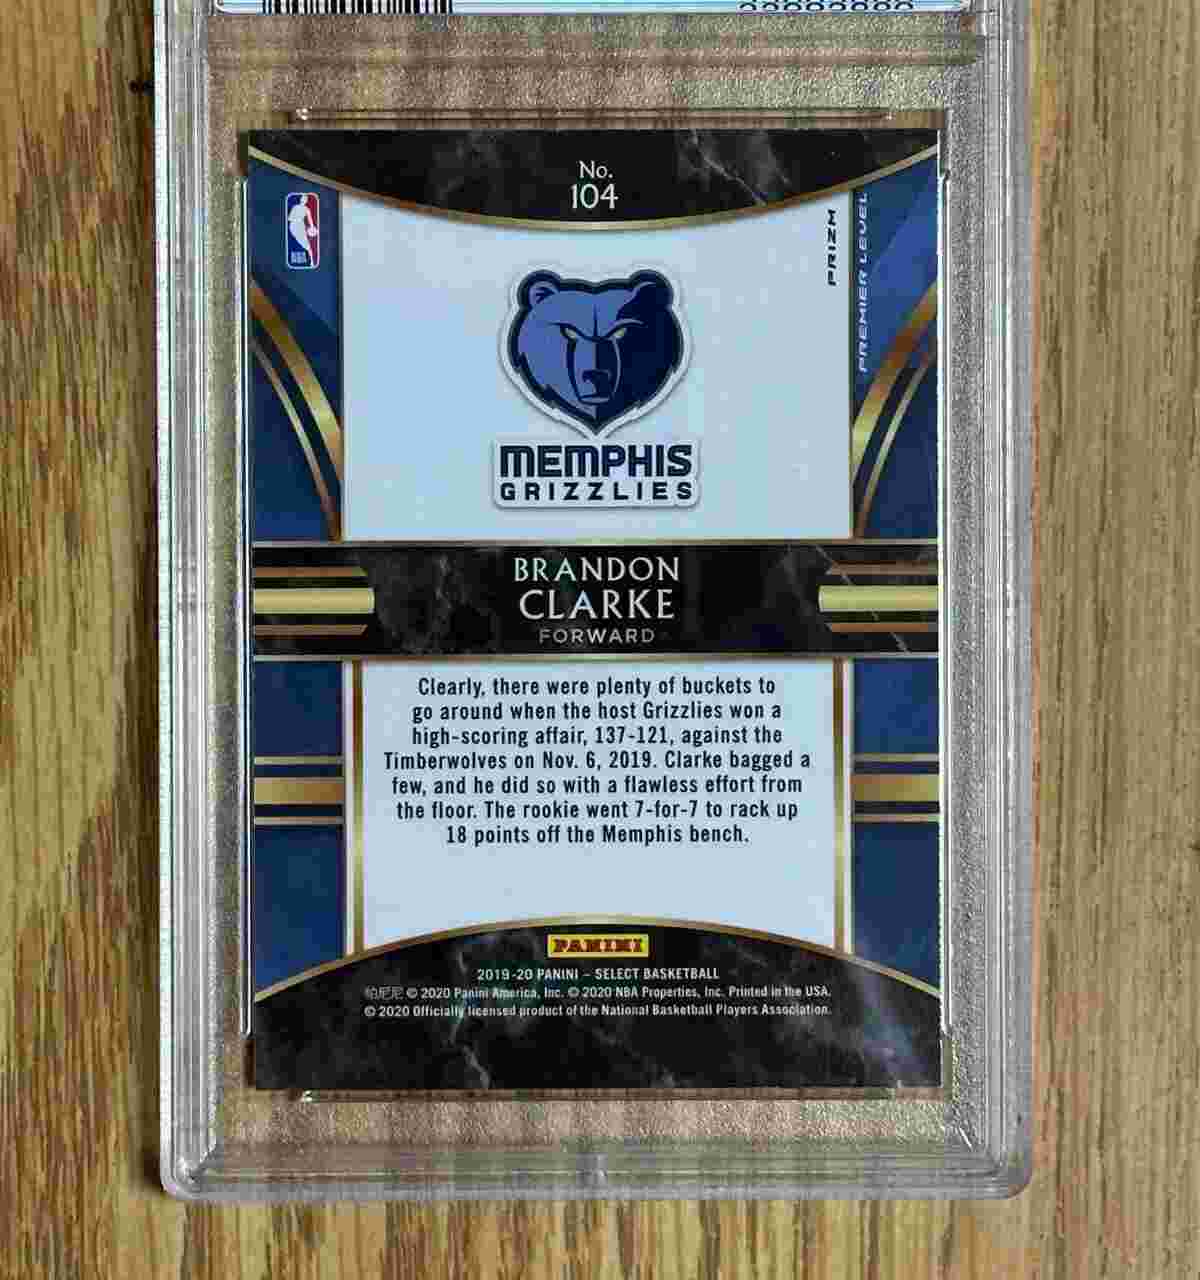 No.
104
NBA
PRIZM
PREMIER LEVEL
MEMPHIS
GRIZZLIES
BRANDON
CLARKE
FORWARD
Clearly, there were plenty of buckets to
go around when the host Grizzlies won a
high-scoring affair, 137-121, against the
Timberwolves on Nov. 6, 2019. Clarke bagged a
few, and he did so with a flawless effort from
the floor. The rookie went 7-for-7 to rack up
18 points off the Memphis bench.
PANINI
2019-20 PANINI – SELECT BASKETBALL
帕尼尼 © 2020 Panini America, Inc. © 2020 NBA Properties, Inc. Printed in the USA.
© 2020 Officially licensed product of the National Basketball Players Association.